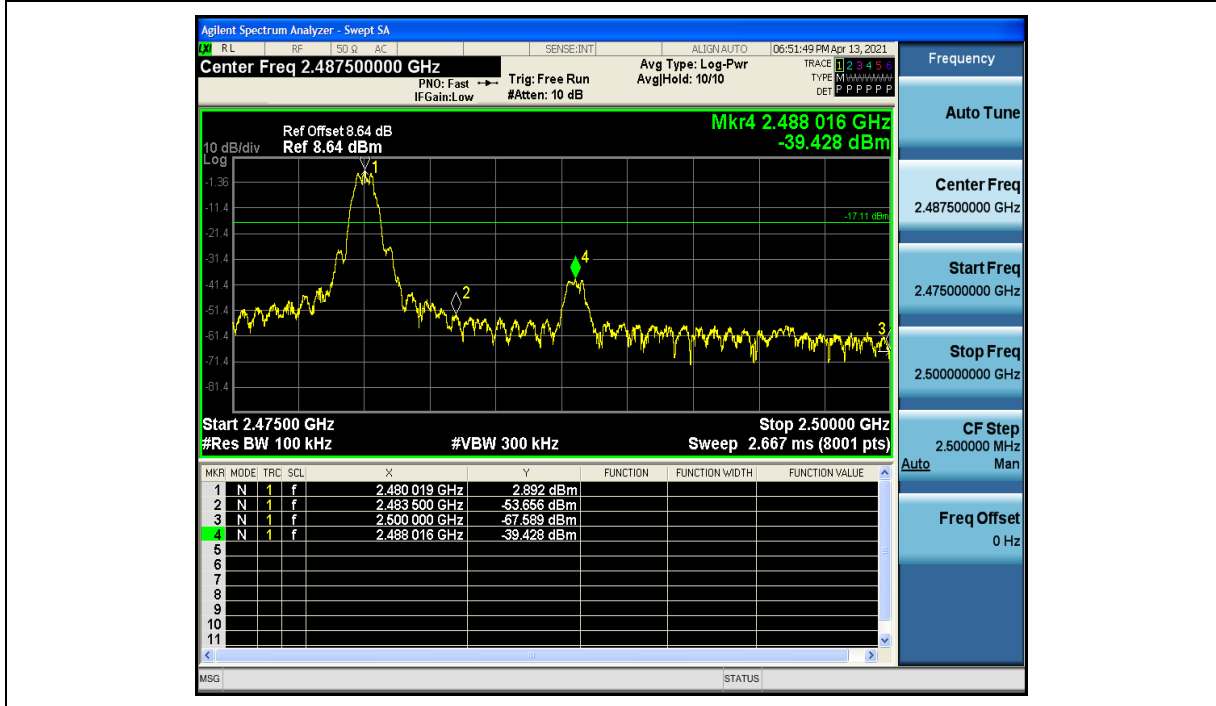 Agilent Spectrum Analyzer - Swept SA
LXI RL RF 50 Ω AC SENSE:INT ALIGNAUTO 06:51:49 PM Apr 13, 2021
Center Freq 2.487500000 GHz
PNO: Fast
IFGain:Low
Trig: Free Run
#Atten: 10 dB
Avg Type: Log-Pwr
Avg|Hold: 10/10
TRACE 1 2 3 4 5 6
TYPE M WWWWW
DET P P P P P P
Mkr4 2.488 016 GHz
-39.428 dBm
Ref Offset 8.64 dB
10 dB/div Ref 8.64 dBm
Log
1
-1.36
-11.4
-17.11 dBm
-21.4
-31.4
4
-41.4
2
-51.4
3
-61.4
-71.4
-81.4
Start 2.47500 GHz Stop 2.50000 GHz
#Res BW 100 kHz #VBW 300 kHz Sweep 2.667 ms (8001 pts)
MKR MODE TRC SCL X Y FUNCTION FUNCTION WIDTH FUNCTION VALUE
1 N 1 f 2.480 019 GHz 2.892 dBm
2 N 1 f 2.483 500 GHz -53.656 dBm
3 N 1 f 2.500 000 GHz -67.589 dBm
4 N 1 f 2.488 016 GHz -39.428 dBm
5
6
7
8
9
10
11
MSG STATUS
Frequency
Auto Tune
Center Freq
2.487500000 GHz
Start Freq
2.475000000 GHz
Stop Freq
2.500000000 GHz
CF Step
2.500000 MHz
Auto Man
Freq Offset
0 Hz